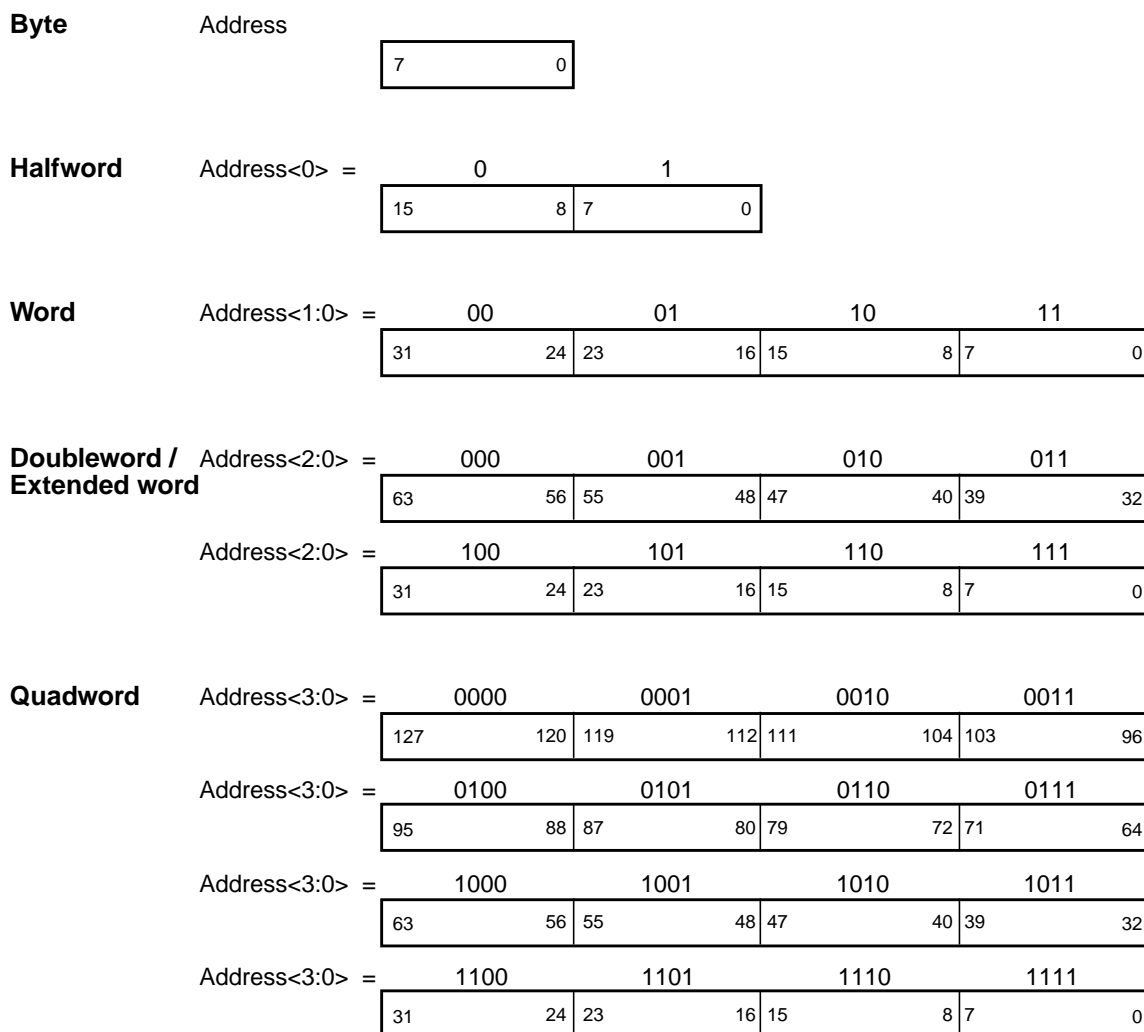 Byte Address
7 0
Halfword Address<0> = 0 1
15 8 7 0
Word Address<1:0> = 00 01 10 11
31 24 23 16 15 8 7 0
Doubleword / Address<2:0> = 000 001 010 011
Extended word
63 56 55 48 47 40 39 32
Address<2:0> = 100 101 110 111
31 24 23 16 15 8 7 0
Quadword Address<3:0> = 0000 0001 0010 0011
127 120 119 112 111 104 103 96
Address<3:0> = 0100 0101 0110 0111
95 88 87 80 79 72 71 64
Address<3:0> = 1000 1001 1010 1011
63 56 55 48 47 40 39 32
Address<3:0> = 1100 1101 1110 1111
31 24 23 16 15 8 7 0